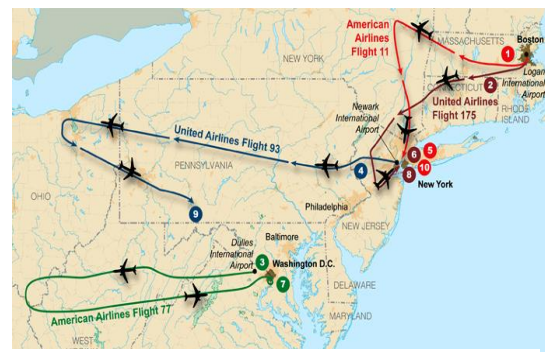 American
Airlines
Flight 11
MASSACHUSETTS
Boston
1
Logan
International
Airport
NEW YORK
2
CONNECTICUT
RHODE
ISLAND
United Airlines
Flight 175
Newark
International
Airport
United Airlines Flight 93
PENNSYLVANIA
4
6
5
8
10
New York
OHIO
9
Philadelphia
NEW JERSEY
Dulles
International
Airport
Baltimore
3
Washington D.C.
7
American Airlines Flight 77
DELAWARE
MARYLAND
WEST